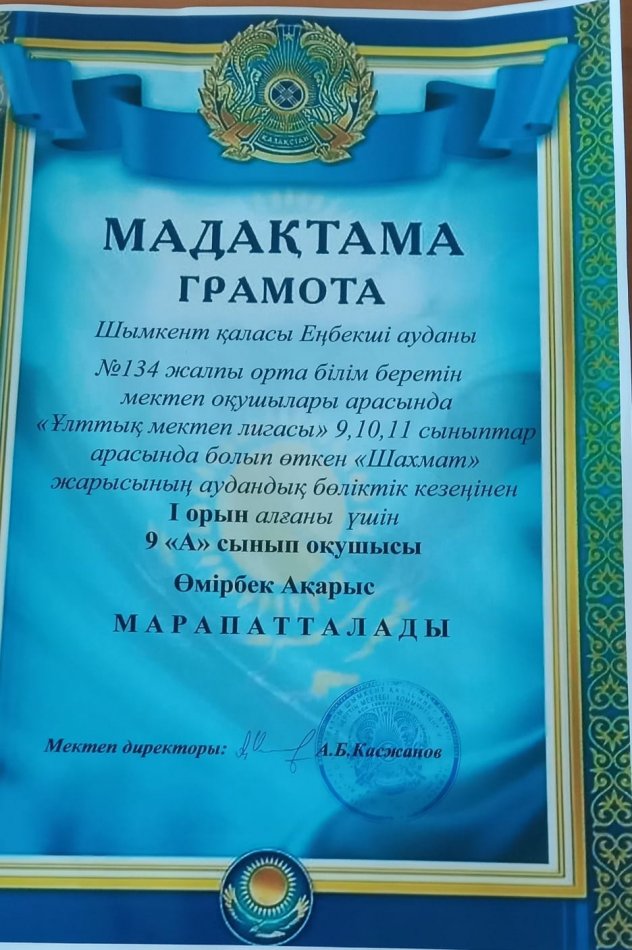 ҚАЗАҚСТАН
МАДАҚТАМА
ГРАМОТА
Шымкент қаласы Еңбекші ауданы
№134 жалпы орта білім беретін
мектеп оқушылары арасында
«Ұлттық мектеп лигасы» 9,10,11 сыныптар
арасында болып өткен «Шахмат»
жарысының аудандық бөліктік кезеңінен
I орын алғаны үшін
9 «А» сынып оқушысы
Өмірбек Ақарыс
МАРАПАТТАЛАДЫ
Мектеп директоры: А.Б.Касжанов